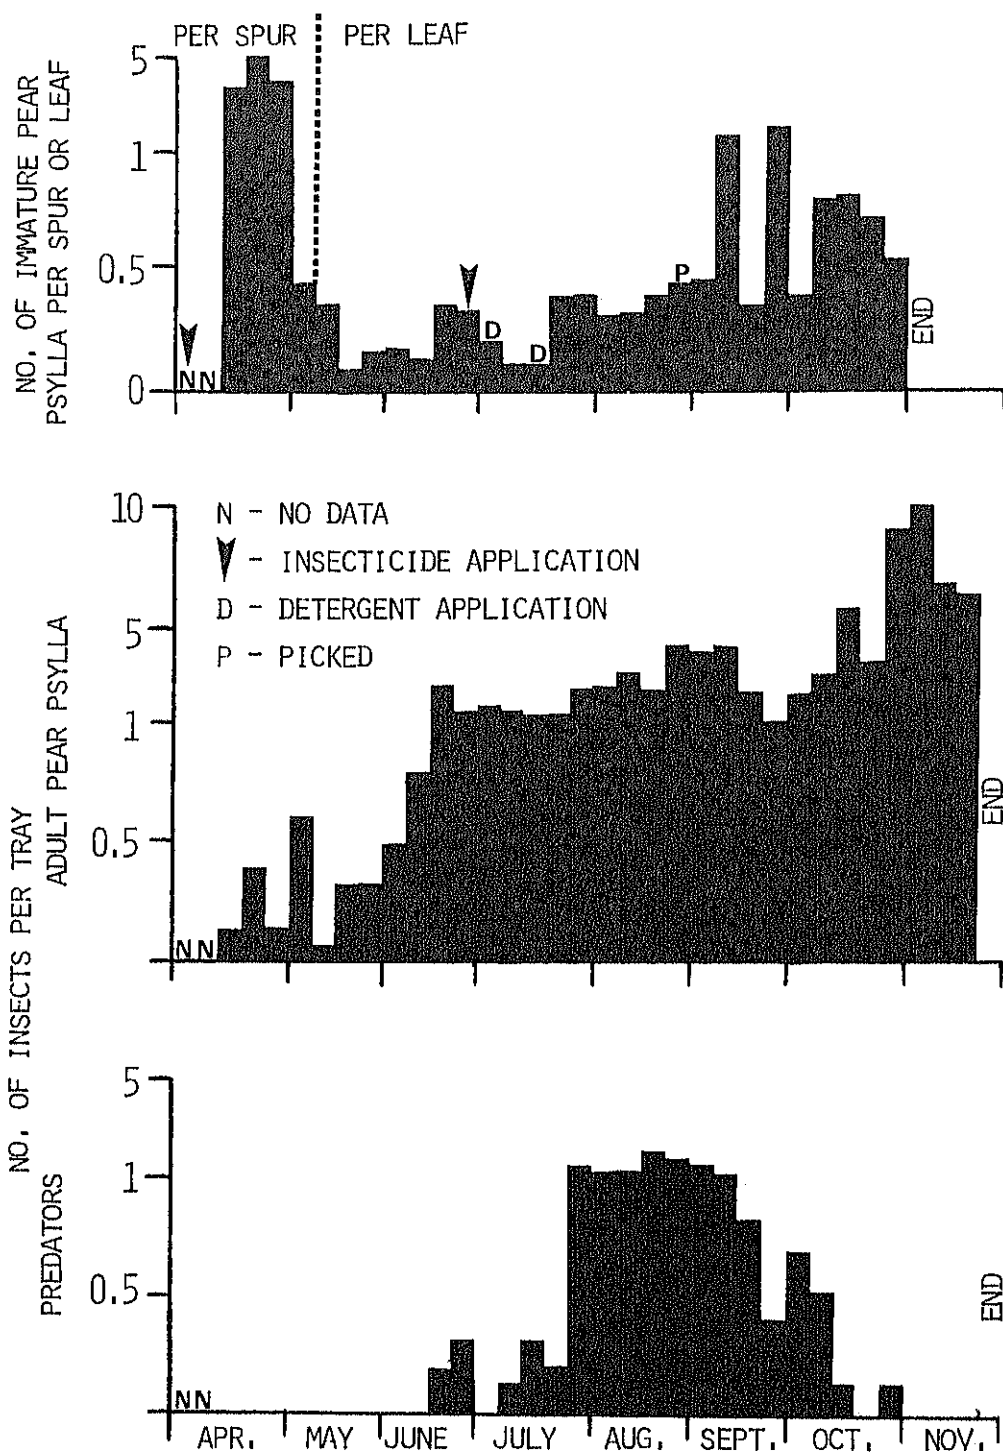 PER SPUR PER LEAF
NO. OF IMMATURE PEAR
PSYLLA PER SPUR OR LEAF
5
1
0.5
0
N N
D
D
P
END
NO. OF INSECTS PER TRAY
ADULT PEAR PSYLLA
10
5
1
0.5
N - NO DATA
- INSECTICIDE APPLICATION
D - DETERGENT APPLICATION
P - PICKED
N N
END
PREDATORS
5
1
0.5
N N
END
APR. MAY JUNE JULY AUG. SEPT. OCT. NOV.